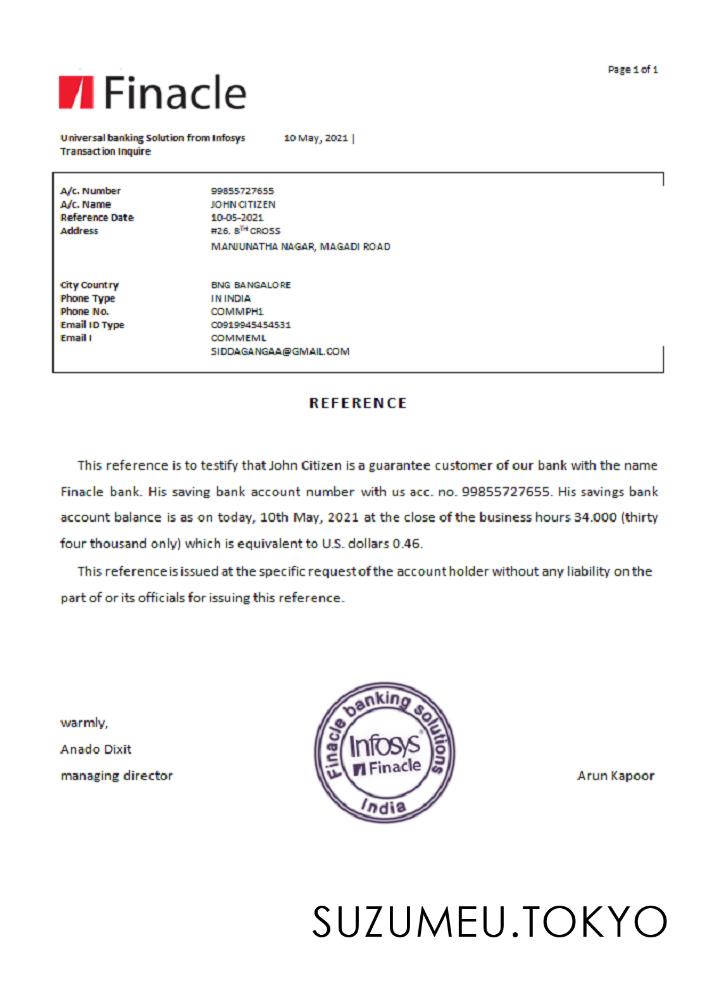 Page 1 of 1
Finacle
Universal banking Solution from Infosys 10 May, 2021 |
Transaction Inquire
A/c. Number 99855727655
A/c. Name JOHN CITIZEN
Reference Date 10-05-2021
Address #26. 8TH CROSS
MANJUNATHA NAGAR, MAGADI ROAD
City Country BNG BANGALORE
Phone Type IN INDIA
Phone No. COMMPH1
Email ID Type C0919945454531
Email I COMMEML
SIDDAGANGAA@GMAIL.COM
REFERENCE
This reference is to testify that John Citizen is a guarantee customer of our bank with the name
Finacle bank. His saving bank account number with us acc. no. 99855727655. His savings bank
account balance is as on today, 10th May, 2021 at the close of the business hours 34.000 (thirty
four thousand only) which is equivalent to U.S. dollars 0.46.
This reference is issued at the specific request of the account holder without any liability on the
part of or its officials for issuing this reference.
warmly,
Anado Dixit
managing director
Finacle banking solutions
Infosys
Finacle
India
Arun Kapoor
SUZUMEU.TOKYO